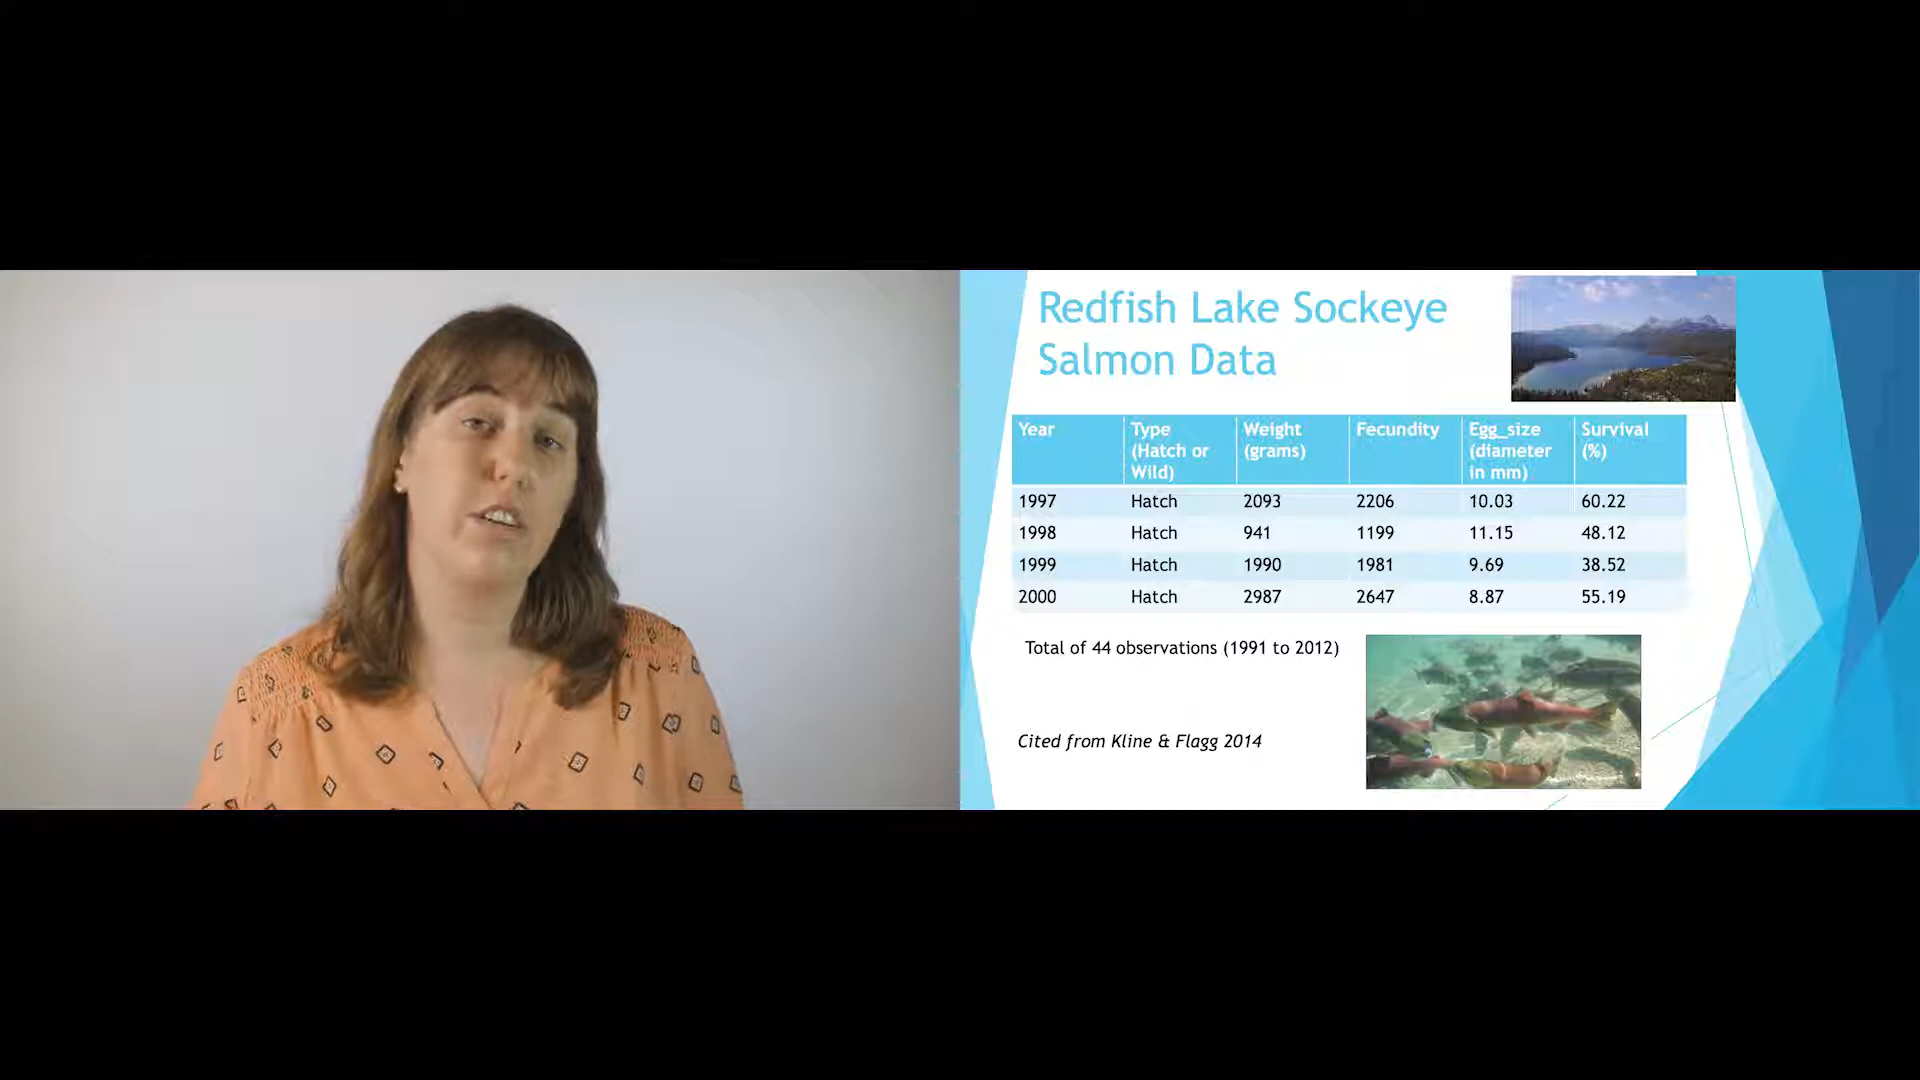 Redfish Lake Sockeye
Salmon Data
Year Type (Hatch or Wild) Weight (grams) Fecundity Egg_size (diameter in mm) Survival (%)
1997 Hatch 2093 2206 10.03 60.22
1998 Hatch 941 1199 11.15 48.12
1999 Hatch 1990 1981 9.69 38.52
2000 Hatch 2987 2647 8.87 55.19
Total of 44 observations (1991 to 2012)
Cited from Kline & Flagg 2014